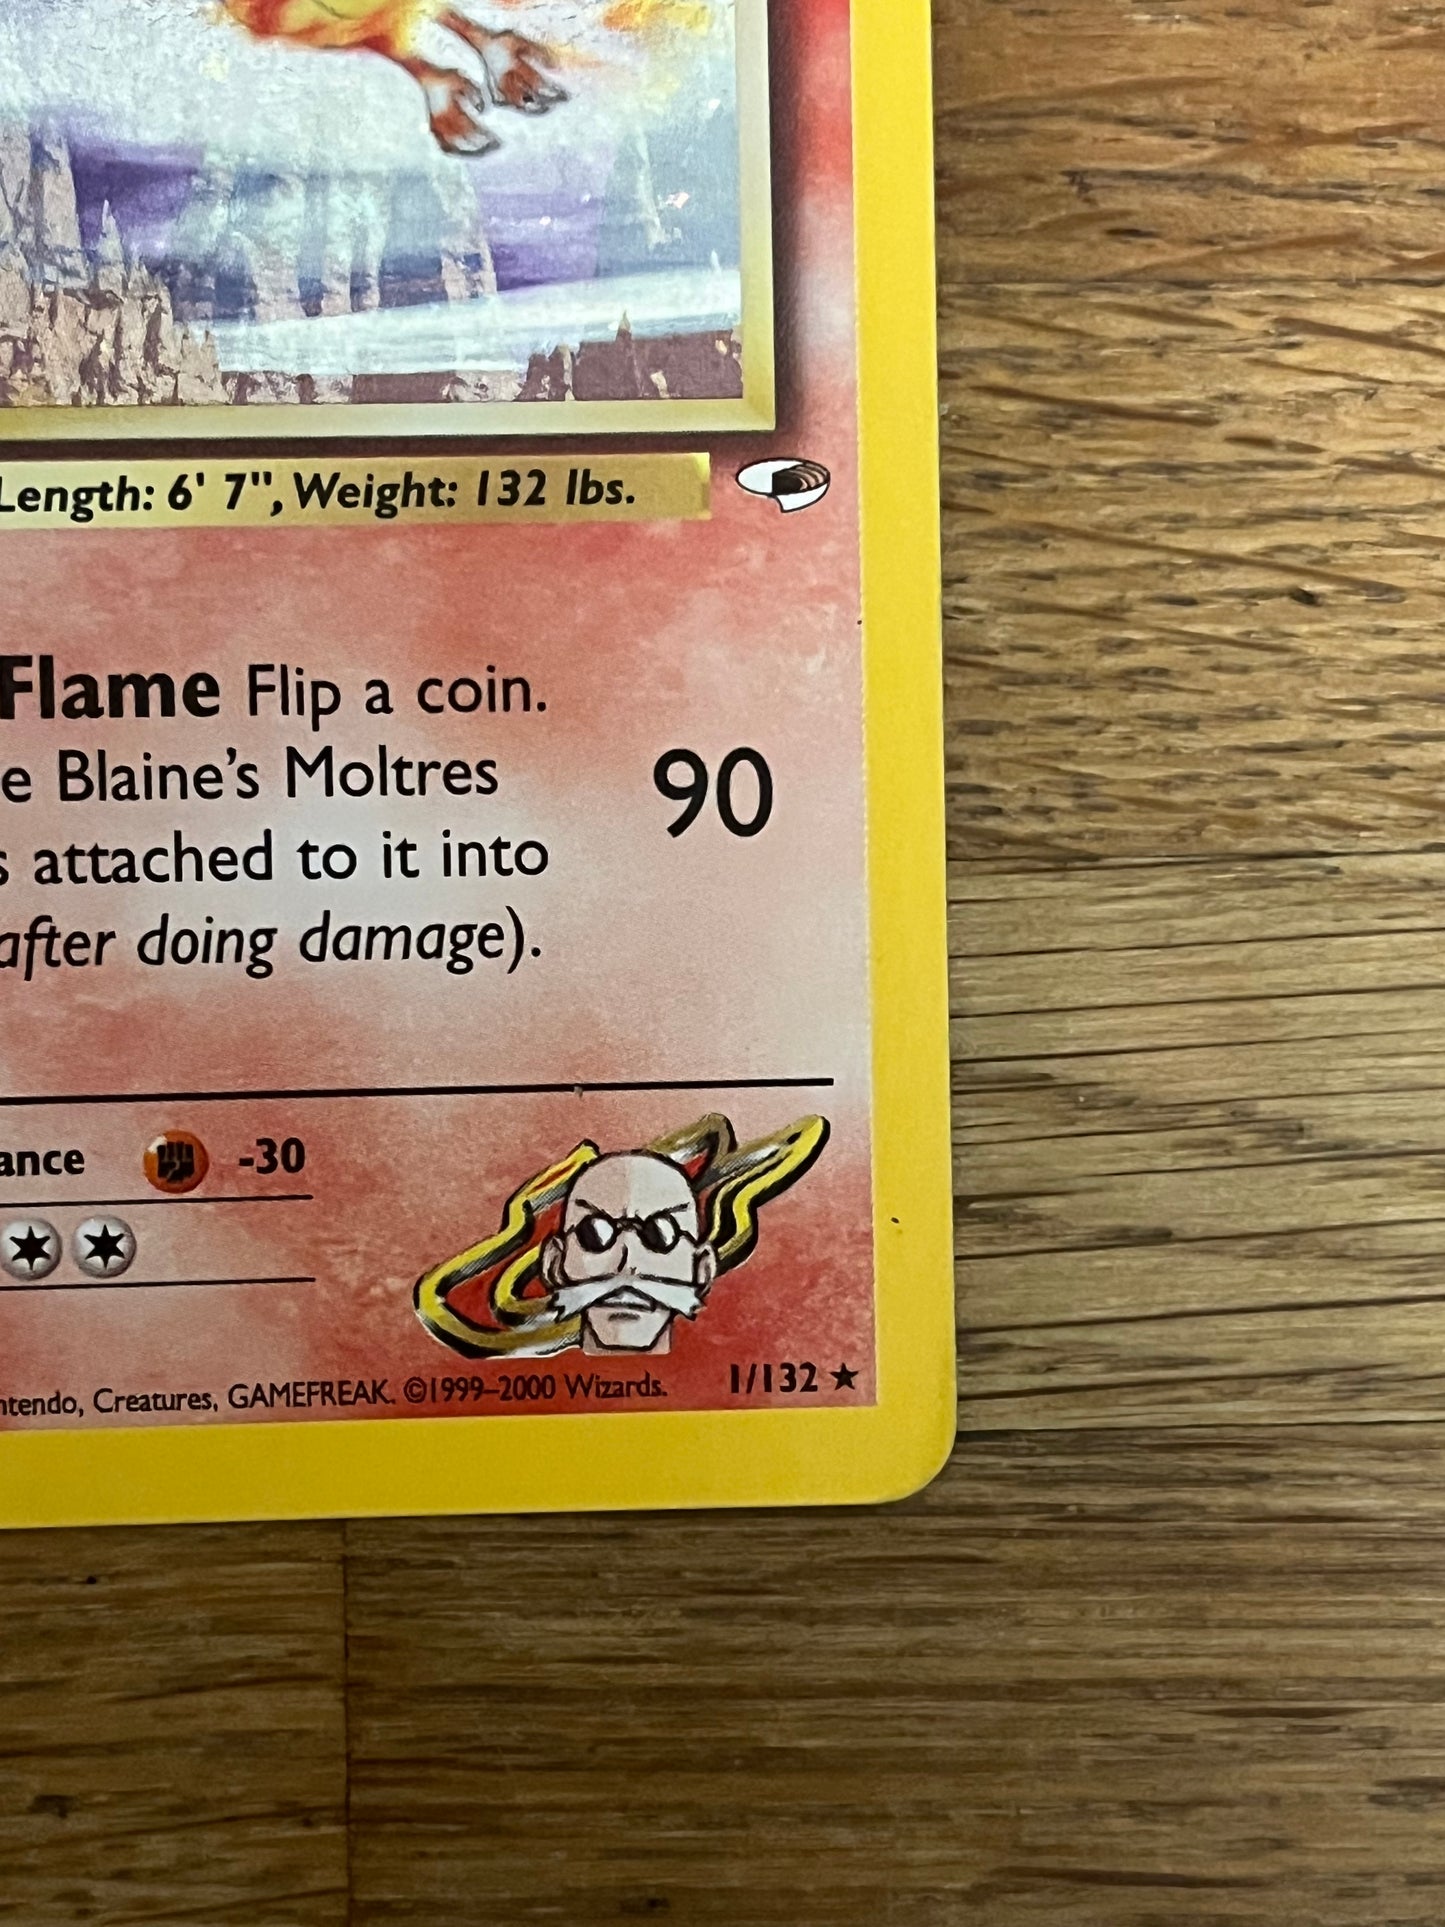 Length: 6' 7", Weight: 132 lbs.
Flame Flip a coin.
e Blaine's Moltres
90
s attached to it into
after doing damage).
ance -30
ntendo, Creatures, GAMEFREAK. ©1999–2000 Wizards. 1/132 ★